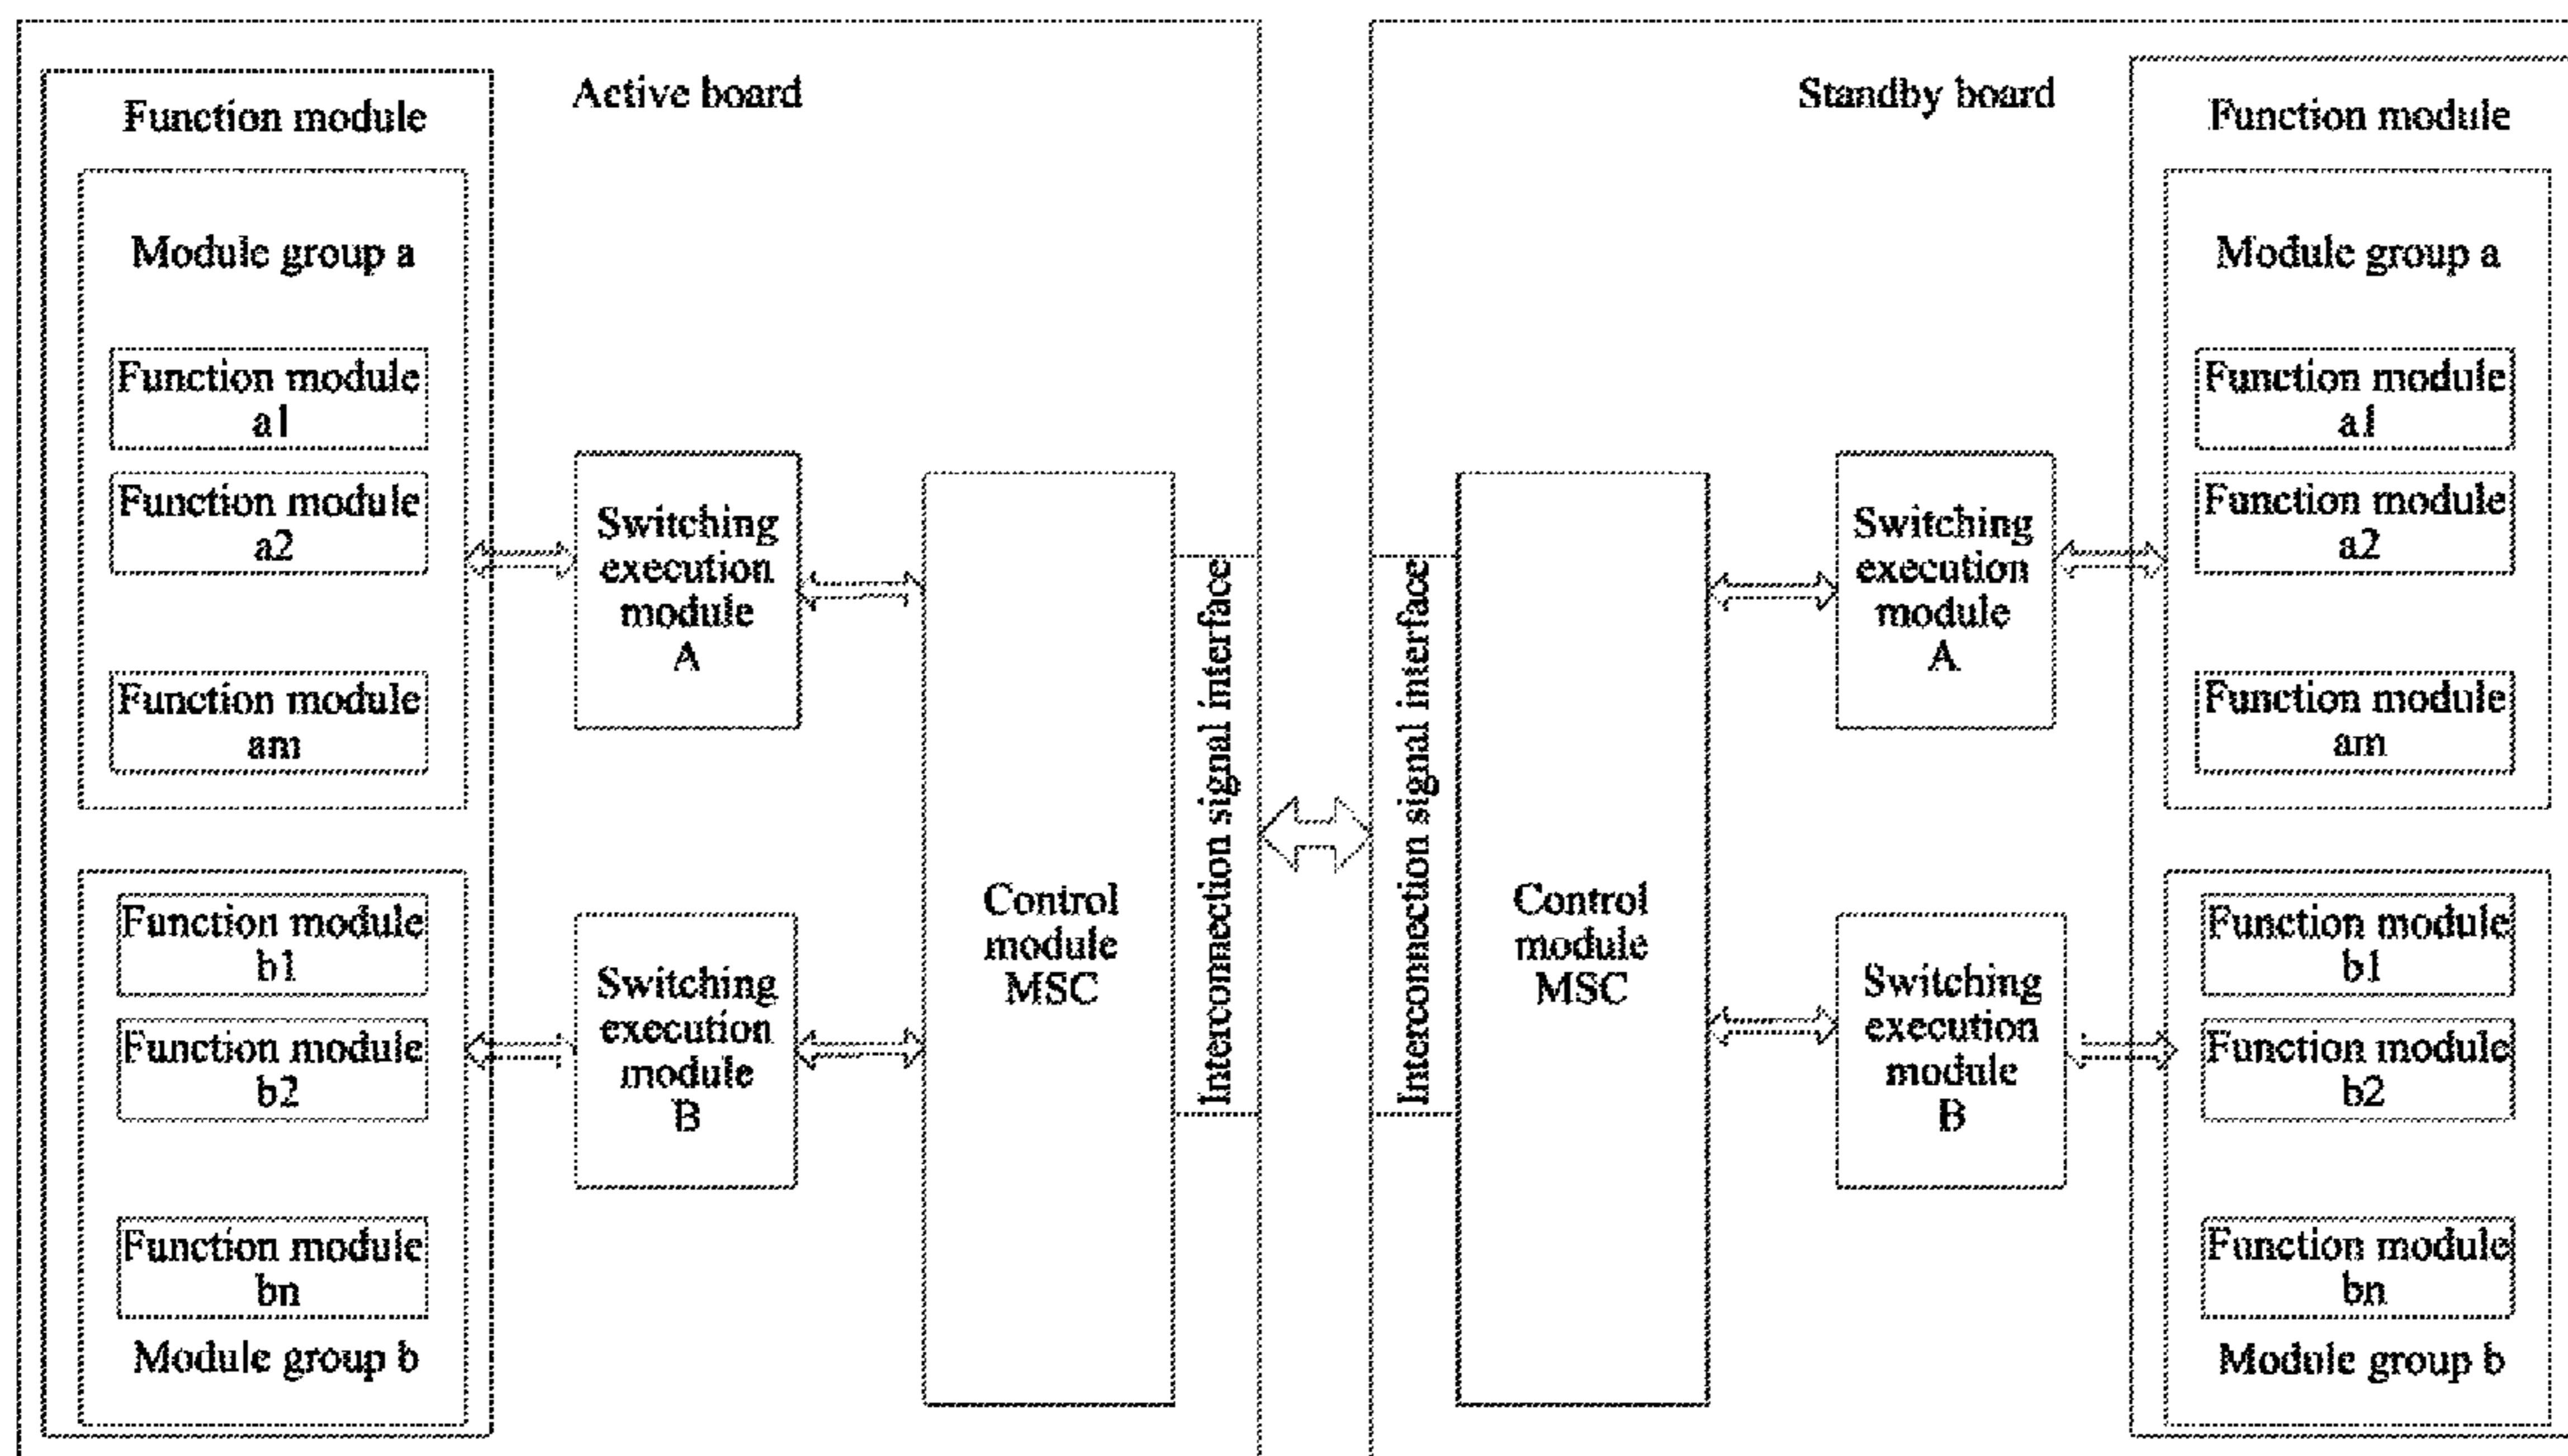 Active board
Function module
Module group a
Function module
a1
Function module
a2
Function module
am
Function module
b1
Function module
b2
Function module
bn
Module group b
Switching
execution
module
A
Switching
execution
module
B
Control
module
MSC
Interconnection signal interface
Standby board
Interconnection signal interface
Control
module
MSC
Switching
execution
module
A
Switching
execution
module
B
Function module
Module group a
Function module
a1
Function module
a2
Function module
am
Function module
b1
Function module
b2
Function module
bn
Module group b